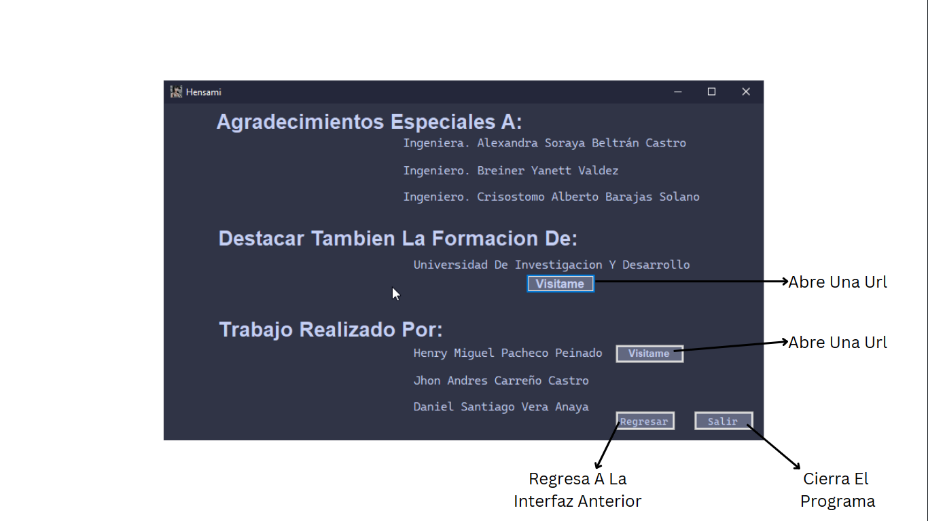 Hensami
Agradecimientos Especiales A:
Ingeniera. Alexandra Soraya Beltrán Castro
Ingeniero. Breiner Yanett Valdez
Ingeniero. Crisostomo Alberto Barajas Solano
Destacar Tambien La Formacion De:
Universidad De Investigacion Y Desarrollo
Visitame
Abre Una Url
Trabajo Realizado Por:
Henry Miguel Pacheco Peinado
Visitame
Abre Una Url
Jhon Andres Carreño Castro
Daniel Santiago Vera Anaya
Regresar
Salir
Regresa A La
Interfaz Anterior
Cierra El
Programa